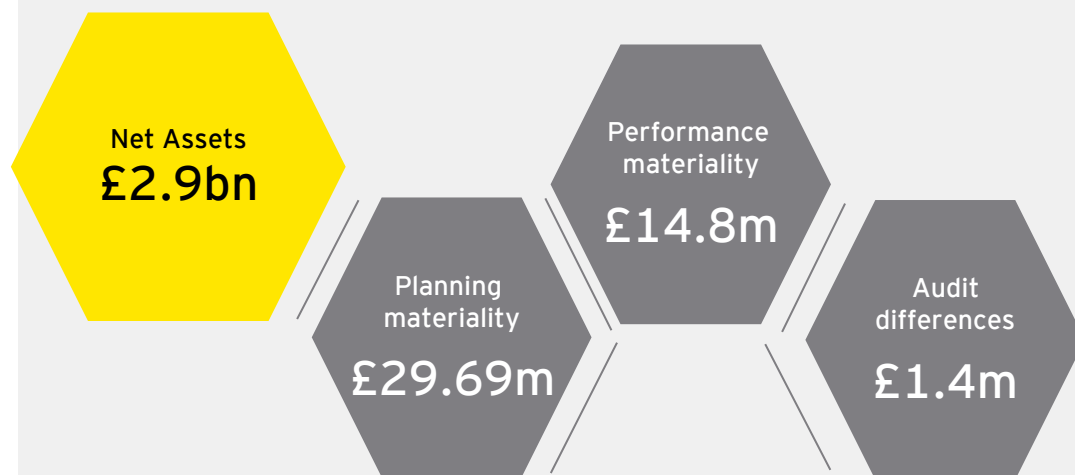 Net Assets
£2.9bn
Planning
materiality
£29.69m
Performance
materiality
£14.8m
Audit
differences
£1.4m